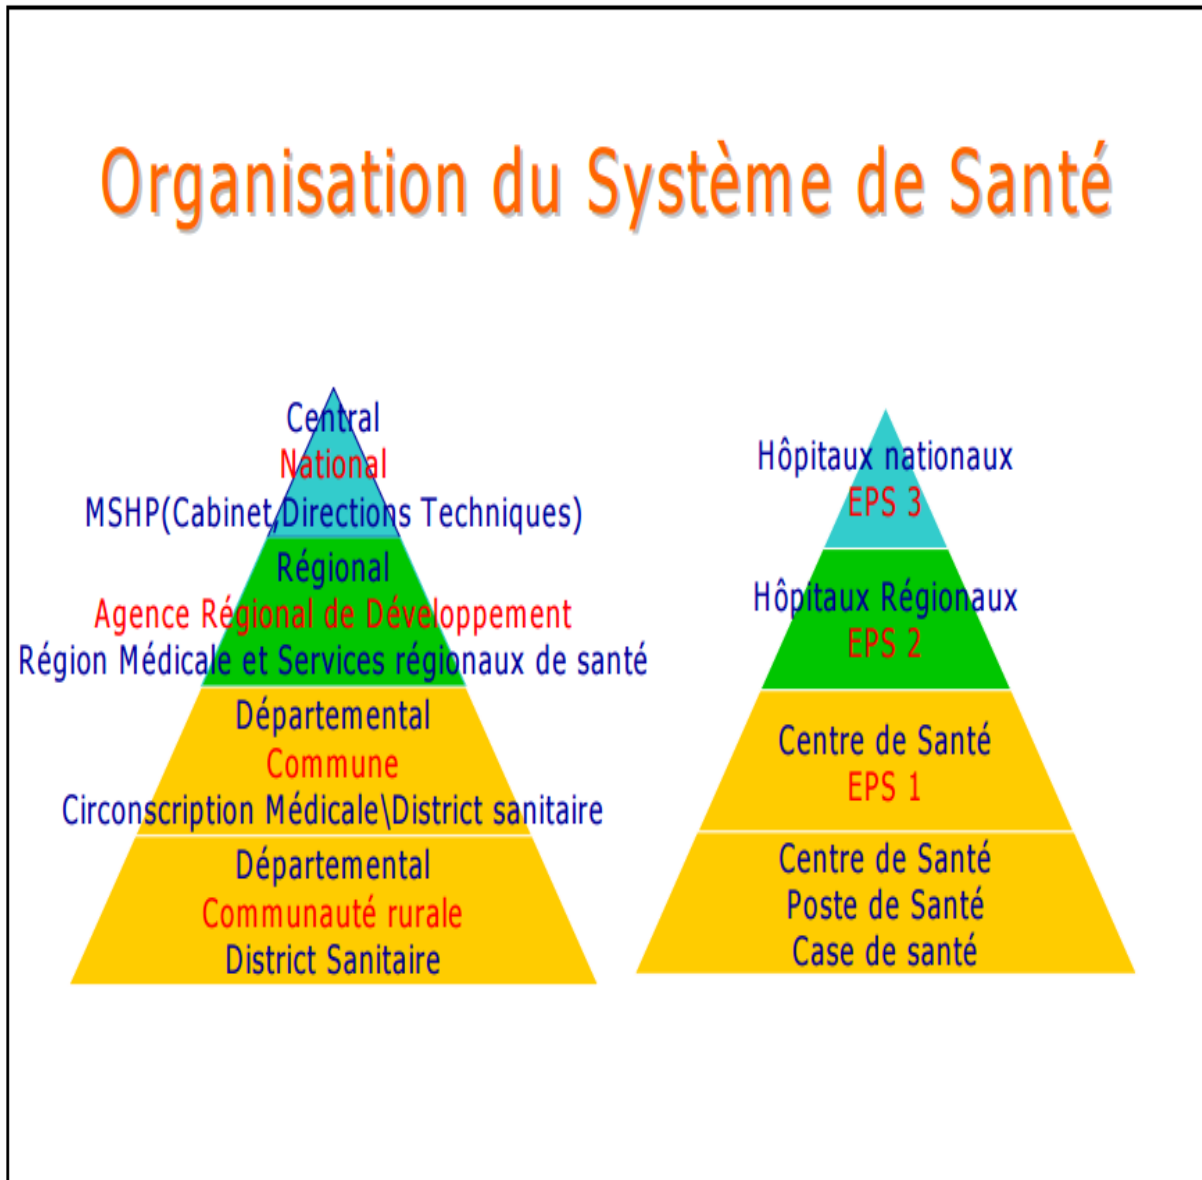 Organisation du Système de Santé
Central
National
MSHP(Cabinet,Directions Techniques)
Régional
Agence Régional de Développement
Région Médicale et Services régionaux de santé
Départemental
Commune
Circonscription Médicale\District sanitaire
Départemental
Communauté rurale
District Sanitaire
Hôpitaux nationaux
EPS 3
Hôpitaux Régionaux
EPS 2
Centre de Santé
EPS 1
Centre de Santé
Poste de Santé
Case de santé